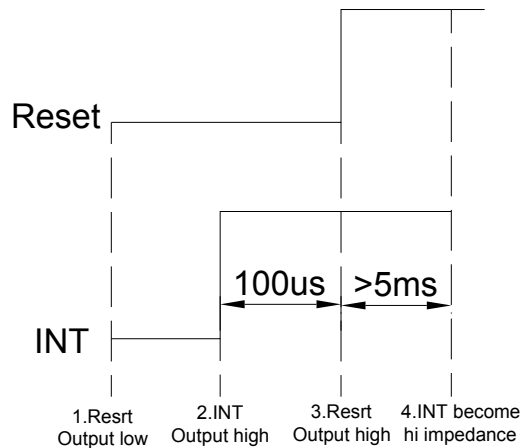 Reset
100us
>5ms
INT
1.Resrt
Output low
2.INT
Output high
3.Resrt
Output high
4.INT become
hi impedance